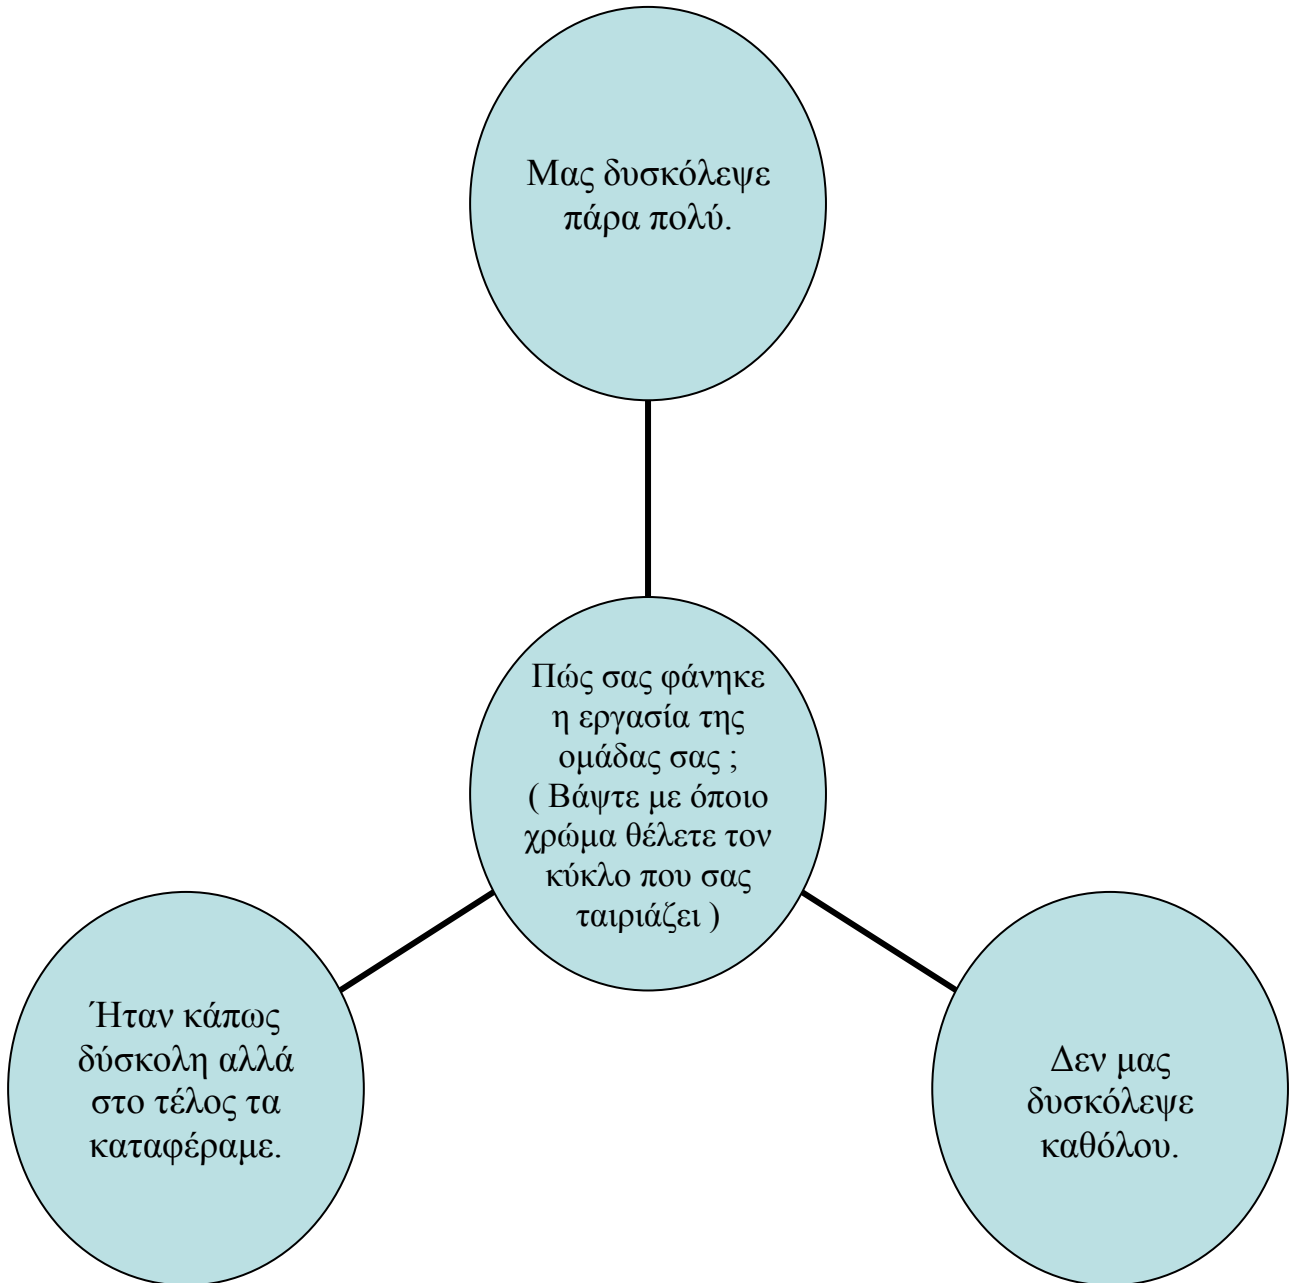 Μας δυσκόλεψε
πάρα πολύ.
Πώς σας φάνηκε
η εργασία της
ομάδας σας ;
( Βάψτε με όποιο
χρώμα θέλετε τον
κύκλο που σας
ταιριάζει )
Ήταν κάπως
δύσκολη αλλά
στο τέλος τα
καταφέραμε.
Δεν μας
δυσκόλεψε
καθόλου.